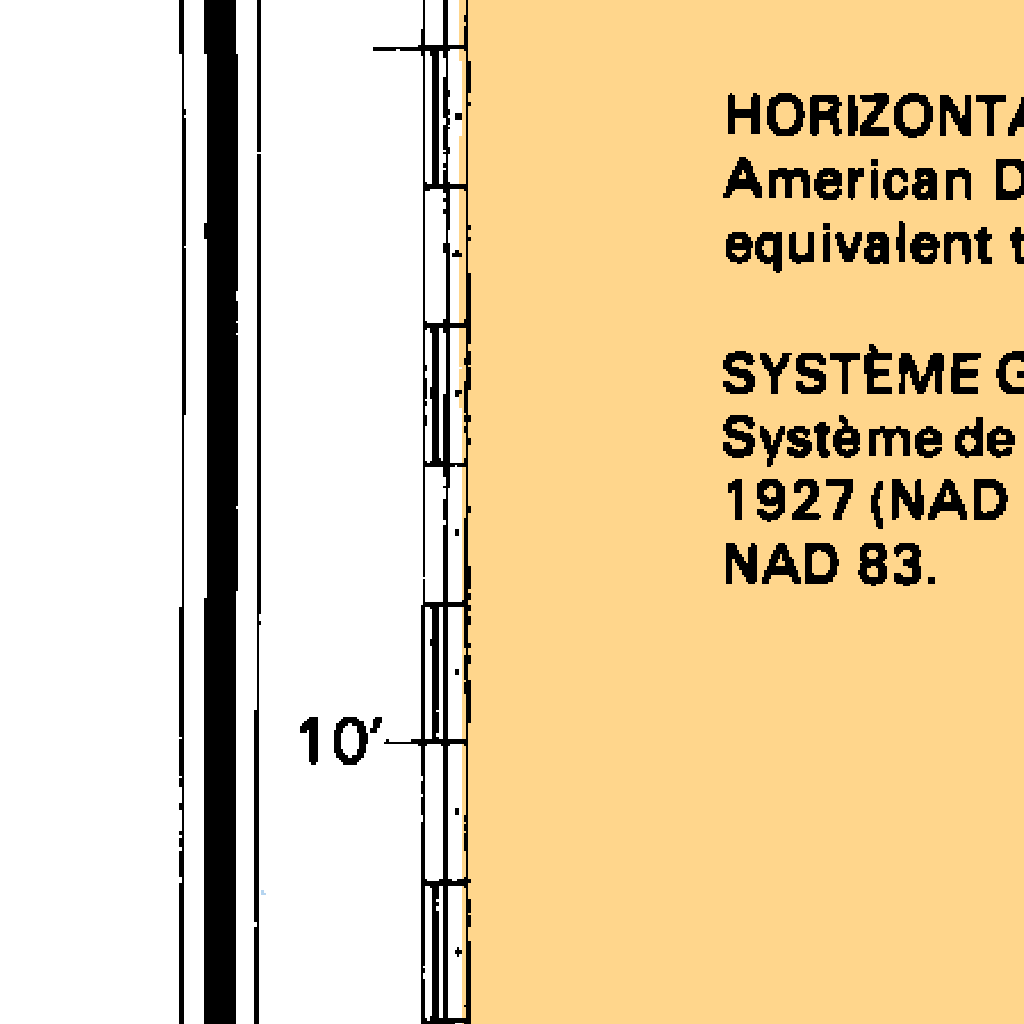 HORIZONTA
American D
equivalent t
SYSTÈME G
Système de
1927 (NAD
NAD 83.
10′